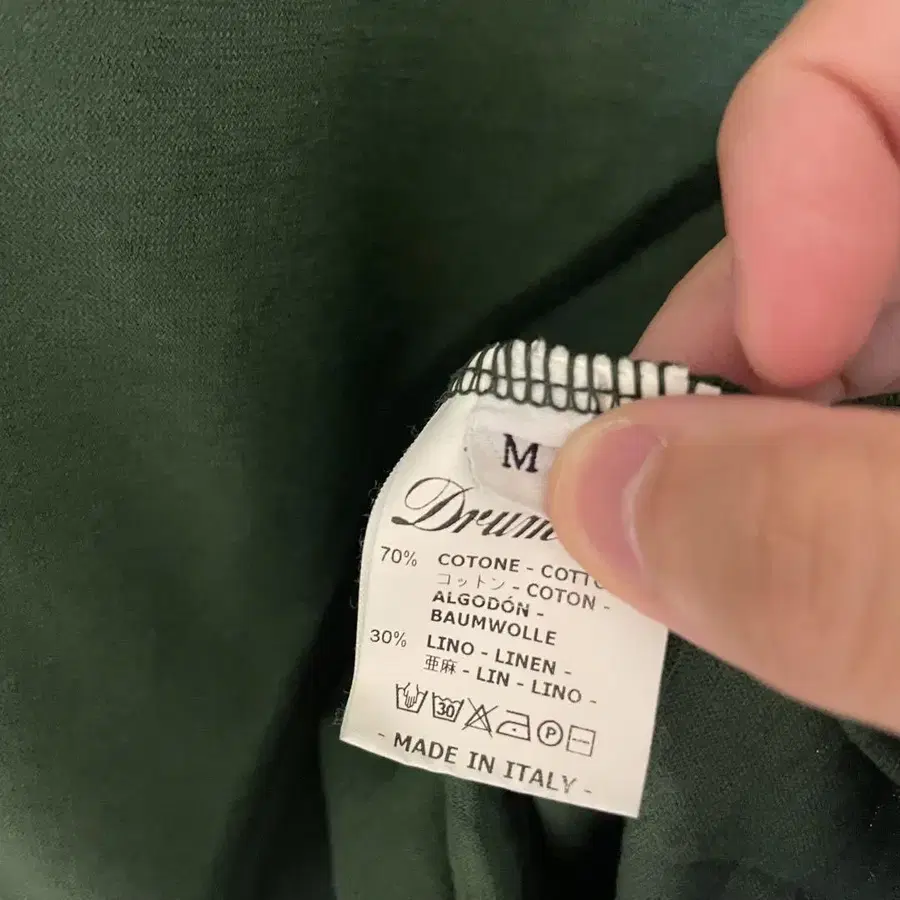 M
70% COTONE - 
コットン - COTON -
ALGODÓN -
BAUMWOLLE
30% LINO - LINEN -
亜麻 - LIN - LINO -
30 P
- MADE IN ITALY -